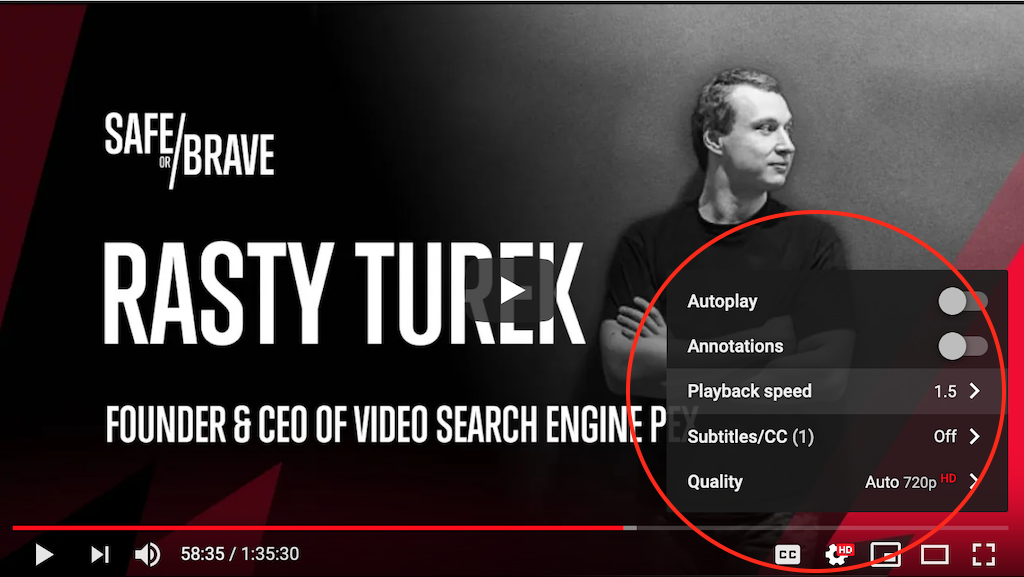 SAFE
OR
BRAVE
RASTY TUREK
FOUNDER & CEO OF VIDEO SEARCH ENGINE PEX
Autoplay
Annotations
Playback speed 1.5
Subtitles/CC (1) Off
Quality Auto 720p HD
58:35 / 1:35:30
CC
HD